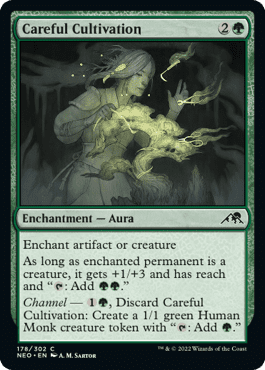 Careful Cultivation 2
Enchantment — Aura
Enchant artifact or creature
As long as enchanted permanent is a
creature, it gets +1/+3 and has reach
and “: Add .”
Channel — 1, Discard Careful
Cultivation: Create a 1/1 green Human
Monk creature token with “: Add .”
178/302 C
NEO • EN A. M. SARTOR ™ & © 2022 Wizards of the Coast